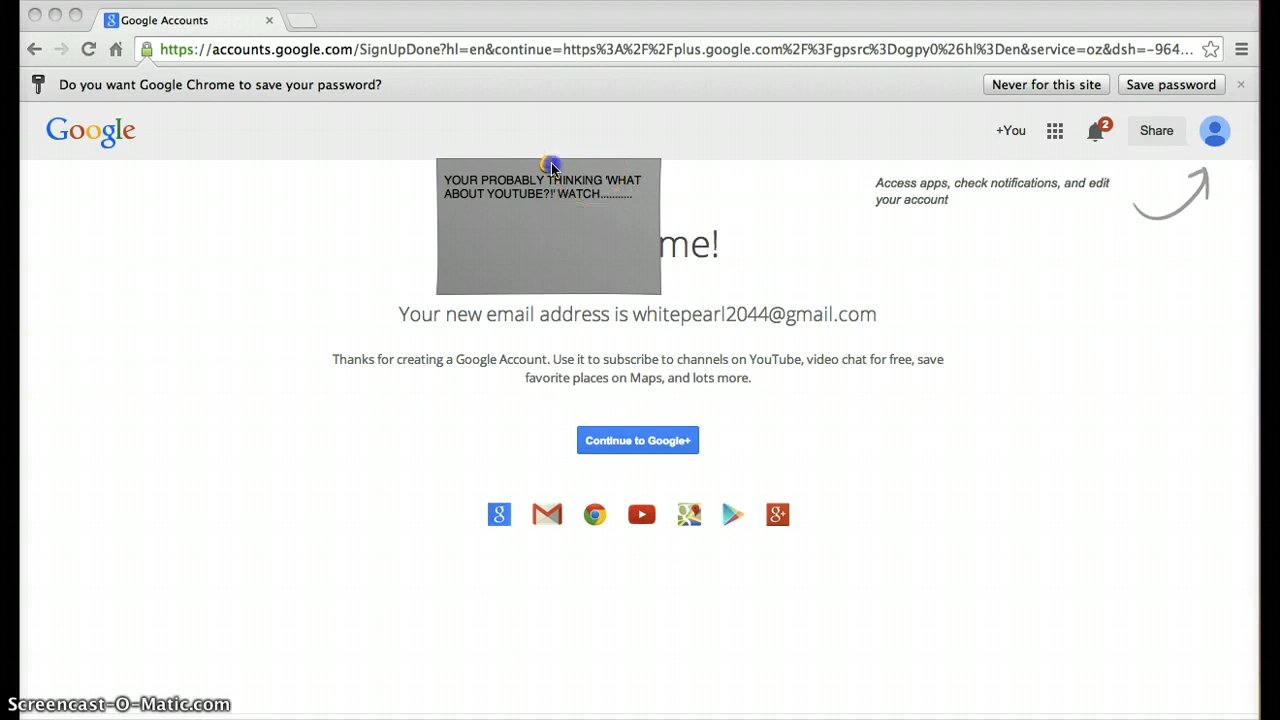 Google Accounts
https://accounts.google.com/SignUpDone?hl=en&continue=https%3A%2F%2Fplus.google.com%2F%3Fgpsrc%3Dogpy0%26hl%3Den&service=oz&dsh=-964...
Do you want Google Chrome to save your password?
Never for this site
Save password
Google
+You
2
Share
YOUR PROBABLY THINKING 'WHAT
ABOUT YOUTUBE?!' WATCH...........
Access apps, check notifications, and edit
your account
me!
Your new email address is whitepearl2044@gmail.com
Thanks for creating a Google Account. Use it to subscribe to channels on YouTube, video chat for free, save
favorite places on Maps, and lots more.
Continue to Google+
Screencast-O-Matic.com